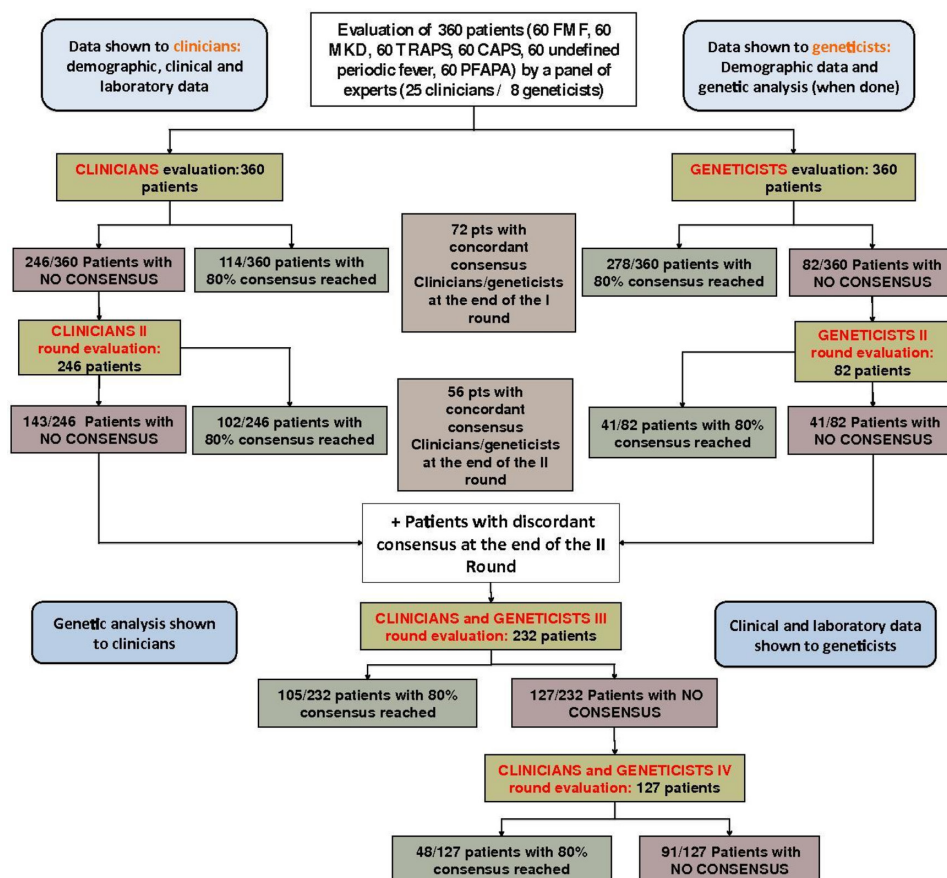 Data shown to clinicians:
demographic, clinical and
laboratory data
Evaluation of 360 patients (60 FMF, 60
MKD, 60 TRAPS, 60 CAPS, 60 undefined
periodic fever, 60 PFAPA) by a panel of
experts (25 clinicians / 8 geneticists)
Data shown to geneticists:
Demographic data and
genetic analysis (when done)
CLINICIANS evaluation:360
patients
GENETICISTS evaluation: 360
patients
246/360 Patients with
NO CONSENSUS
114/360 patients with
80% consensus reached
72 pts with
concordant
consensus
Clinicians/geneticists
at the end of the I
round
278/360 patients with
80% consensus reached
82/360 Patients with
NO CONSENSUS
CLINICIANS II
round evaluation:
246 patients
GENETICISTS II
round evaluation:
82 patients
143/246 Patients with
NO CONSENSUS
102/246 patients with
80% consensus reached
56 pts with
concordant
consensus
Clinicians/geneticists
at the end of the II
round
41/82 patients with 80%
consensus reached
41/82 Patients with
NO CONSENSUS
+ Patients with discordant
consensus at the end of the II
Round
Genetic analysis shown
to clinicians
CLINICIANS and GENETICISTS III
round evaluation: 232 patients
Clinical and laboratory data
shown to geneticists
105/232 patients with 80%
consensus reached
127/232 Patients with NO
CONSENSUS
CLINICIANS and GENETICISTS IV
round evaluation: 127 patients
48/127 patients with 80%
consensus reached
91/127 Patients with
NO CONSENSUS